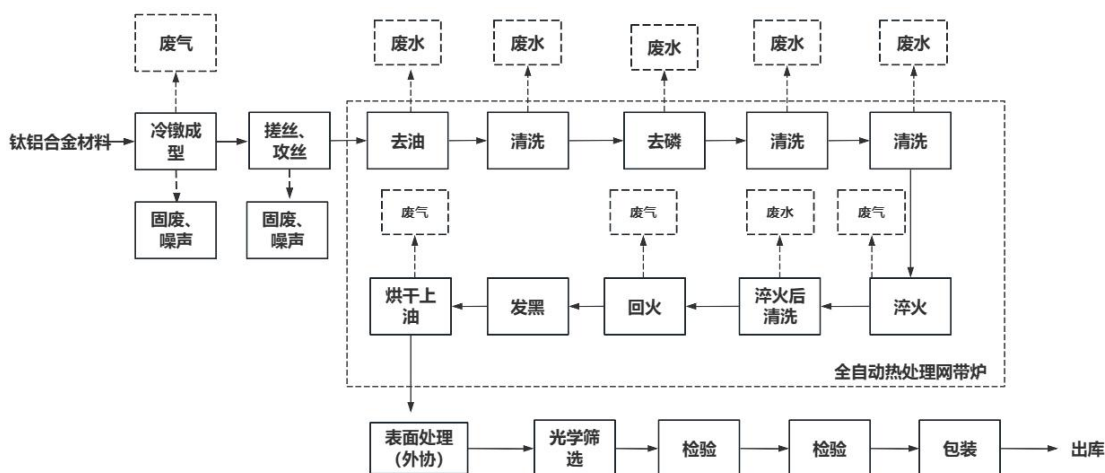 废气
废水
废水
废水
废水
废水
钛铝合金材料
冷镦成
型
搓丝、
攻丝
去油
清洗
去磷
清洗
清洗
固废、
噪声
固废、
噪声
废气
废气
废水
废气
烘干上
油
发黑
回火
淬火后
清洗
淬火
全自动热处理网带炉
表面处理
（外协）
光学筛
选
检验
检验
包装
出库